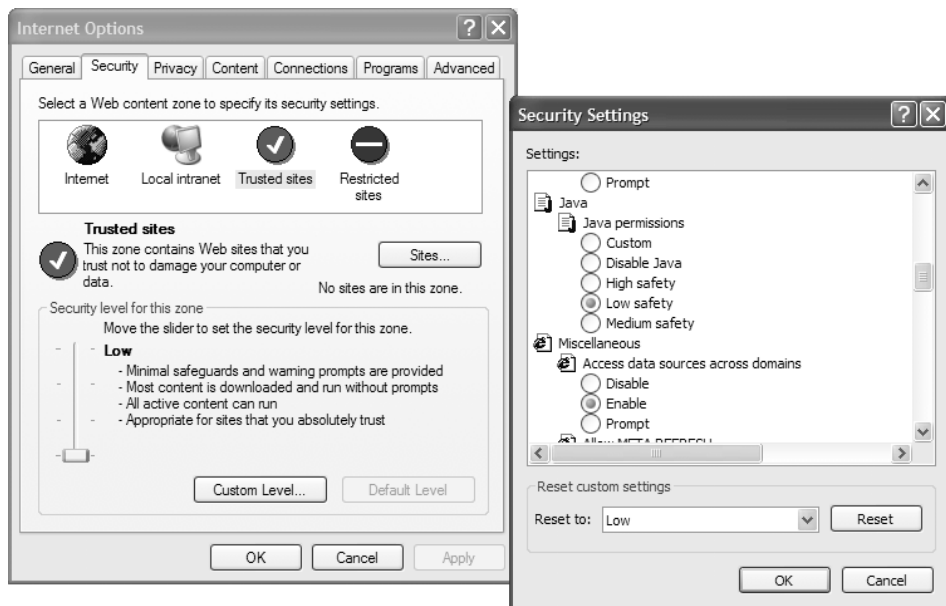 Internet Options
General Security Privacy Content Connections Programs Advanced
Select a Web content zone to specify its security settings.
Internet Local intranet Trusted sites Restricted
sites
Trusted sites
This zone contains Web sites that you
trust not to damage your computer or
data.
Sites...
No sites are in this zone.
Security level for this zone
Move the slider to set the security level for this zone.
Low
- Minimal safeguards and warning prompts are provided
- Most content is downloaded and run without prompts
- All active content can run
- Appropriate for sites that you absolutely trust
Custom Level... Default Level
OK Cancel Apply
Security Settings
Settings:
Prompt
Java
Java permissions
Custom
Disable Java
High safety
Low safety
Medium safety
Miscellaneous
Access data sources across domains
Disable
Enable
Prompt
Allow META REFRESH
Reset custom settings
Reset to: Low Reset
OK Cancel